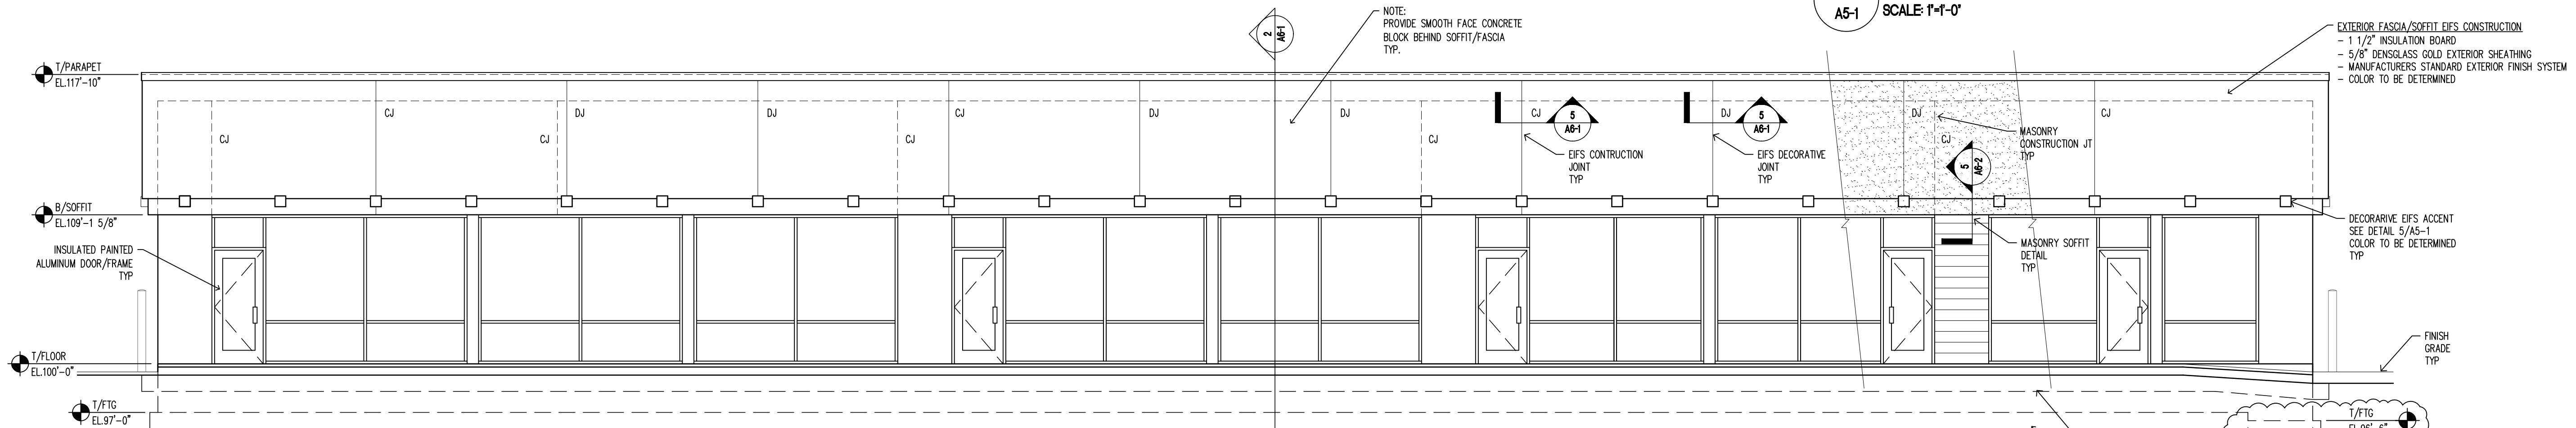 A5-1
SCALE: 1"=1'-0"
NOTE:
PROVIDE SMOOTH FACE CONCRETE
BLOCK BEHIND SOFFIT/FASCIA
TYP.
2
A6-1
EXTERIOR FASCIA/SOFFIT EIFS CONSTRUCTION
- 1 1/2" INSULATION BOARD
- 5/8" DENSGLASS GOLD EXTERIOR SHEATHING
- MANUFACTURERS STANDARD EXTERIOR FINISH SYSTEM
- COLOR TO BE DETERMINED
T/PARAPET
EL.117'-10"
CJ
DJ
DJ
CJ
DJ
DJ
CJ
DJ
DJ
CJ
5
A6-1
5
A6-1
CJ
CJ
CJ
CJ
CJ
MASONRY
CONSTRUCTION JT
TYP
EIFS CONTRUCTION
JOINT
TYP
EIFS DECORATIVE
JOINT
TYP
5
A6-2
B/SOFFIT
EL.109'-1 5/8"
DECORARIVE EIFS ACCENT
SEE DETAIL 5/A5-1
COLOR TO BE DETERMINED
TYP
INSULATED PAINTED
ALUMINUM DOOR/FRAME
TYP
MASONRY SOFFIT
DETAIL
TYP
FINISH
GRADE
TYP
T/FLOOR
EL.100'-0"
T/FTG
EL.97'-0"
T/FTG
EL.96'-6"